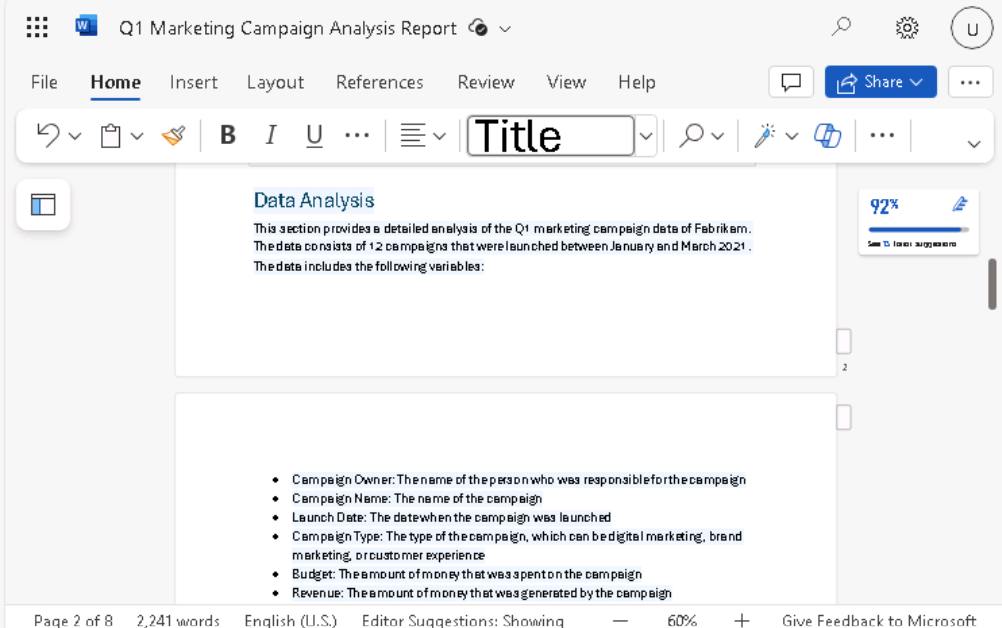 W Q1 Marketing Campaign Analysis Report
U
File Home Insert Layout References Review View Help Share
B I U Title
Data Analysis
This section provides a detailed analysis of the Q1 marketing campaign data of Fabrikam.
The data consists of 12 campaigns that were launched between January and March 2021.
The data includes the following variables:
92%
See 15 suggestions
2
Campaign Owner: The name of the person who was responsible for the campaign
Campaign Name: The name of the campaign
Launch Date: The date when the campaign was launched
Campaign Type: The type of the campaign, which can be digital marketing, brand
marketing, or customer experience
Budget: The amount of money that was spent on the campaign
Revenue: The amount of money that was generated by the campaign
Page 2 of 8 2,241 words English (U.S.) Editor Suggestions: Showing — 60% + Give Feedback to Microsoft